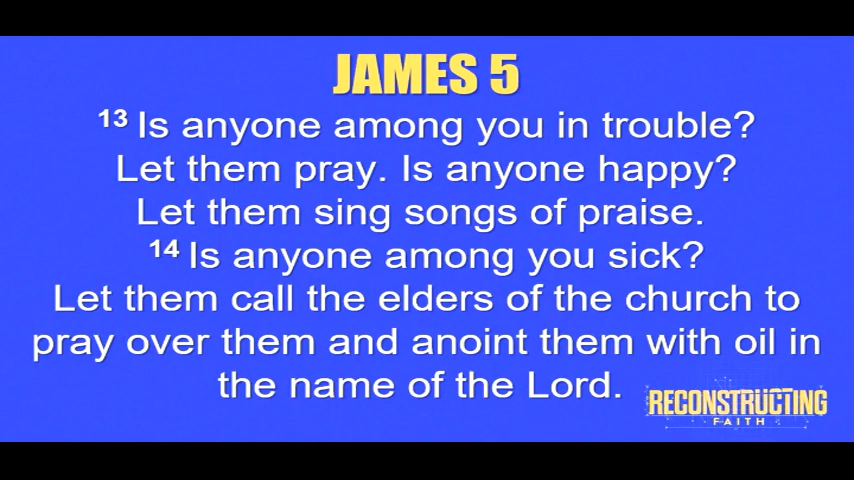 JAMES 5
13 Is anyone among you in trouble?
Let them pray. Is anyone happy?
Let them sing songs of praise.
14 Is anyone among you sick?
Let them call the elders of the church to
pray over them and anoint them with oil in
the name of the Lord.
RECONSTRUCTING
FAITH